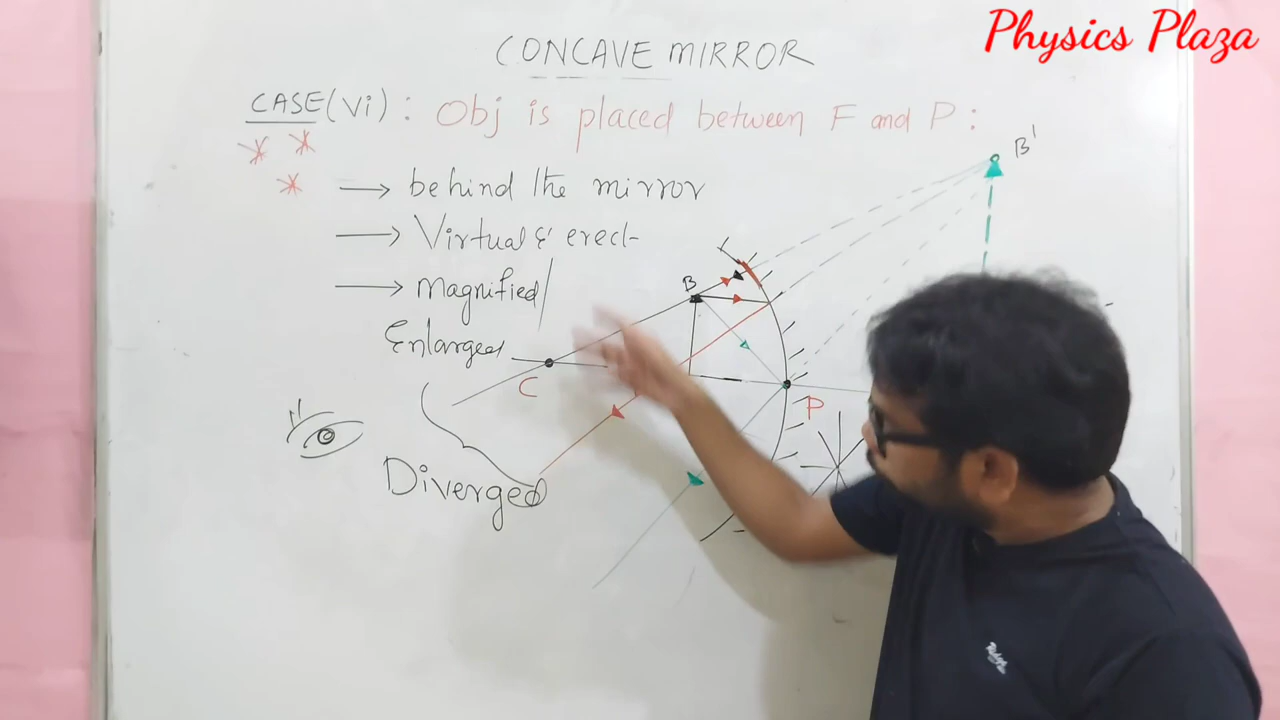 Physics Plaza
CONCAVE MIRROR
CASE(Vi) : Obj is placed between F and P :
→ behind the mirror
→ Virtual & erect
→ Magnified/
Enlarged
B'
B
C
P
Diverged